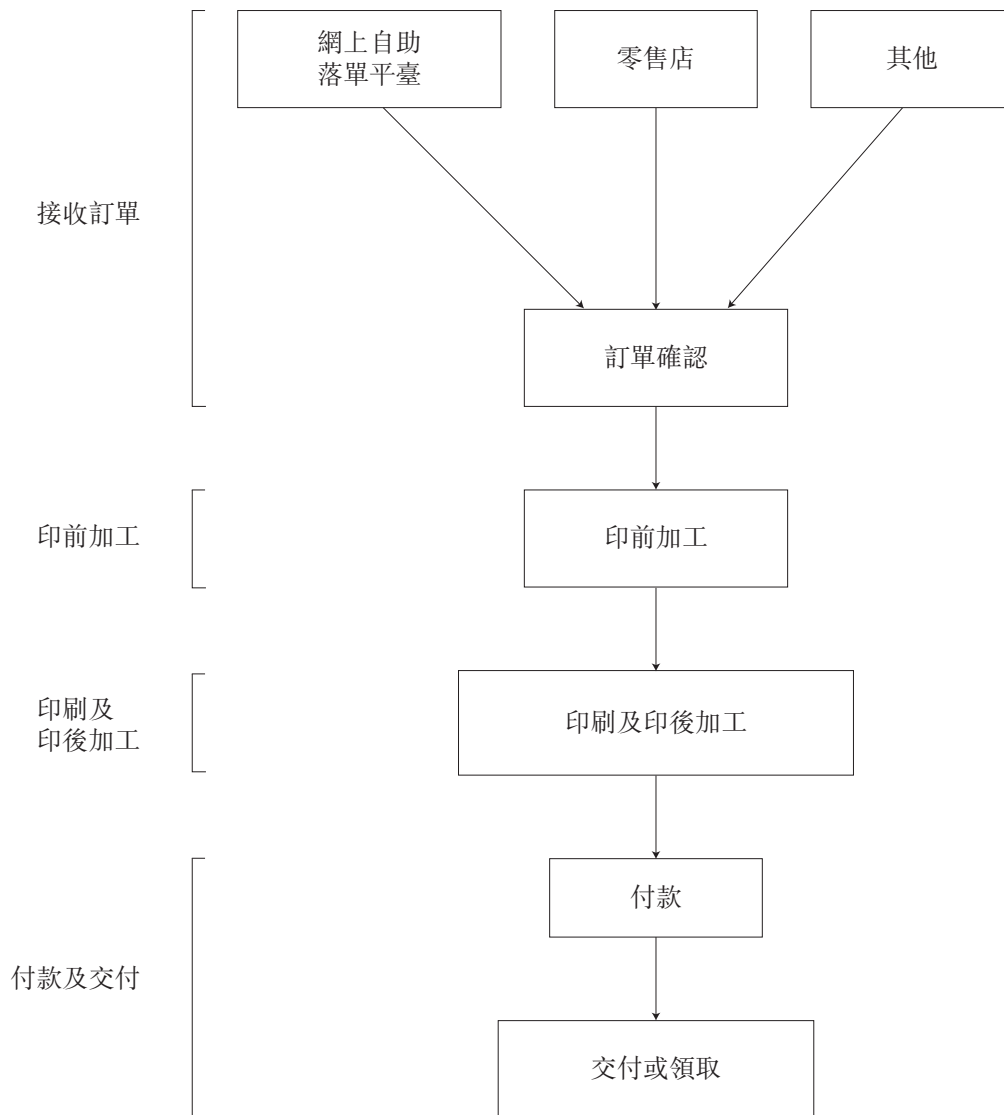 網上自助
落單平臺
零售店
其他
接收訂單
訂單確認
印前加工
印前加工
印刷及
印後加工
印刷及印後加工
付款
付款及交付
交付或領取